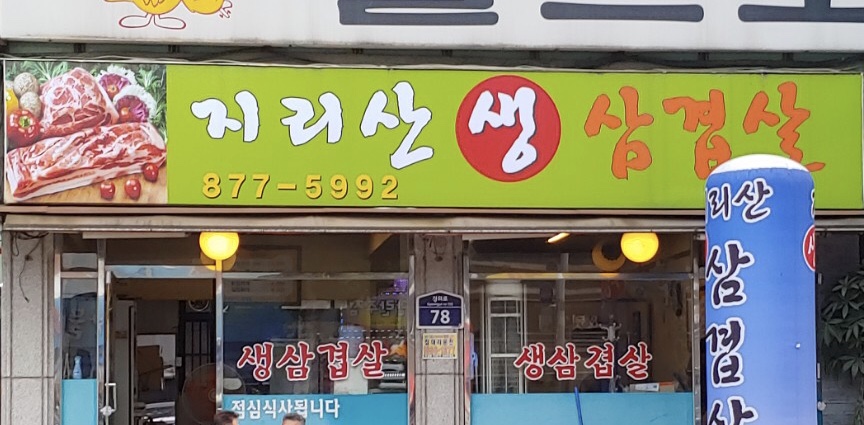 지리산 생 삼겹살
877-5992
78
생삼겹살
생삼겹살
점심식사됩니다
리산
삼
겹
살